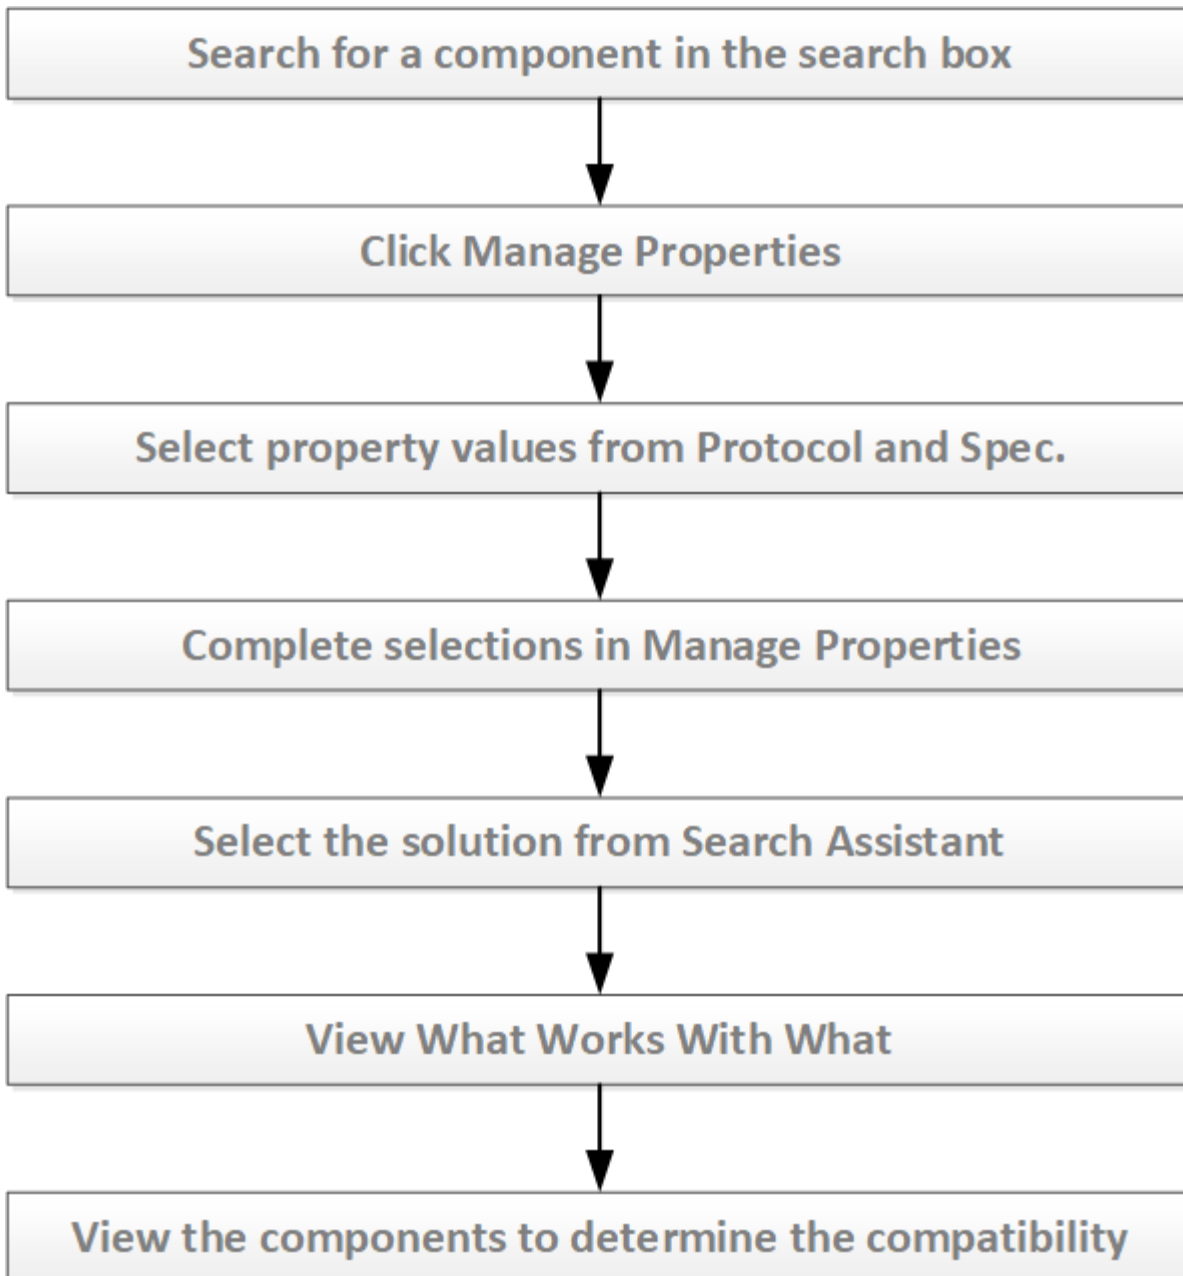 Search for a component in the search box
Click Manage Properties
Select property values from Protocol and Spec.
Complete selections in Manage Properties
Select the solution from Search Assistant
View What Works With What
View the components to determine the compatibility